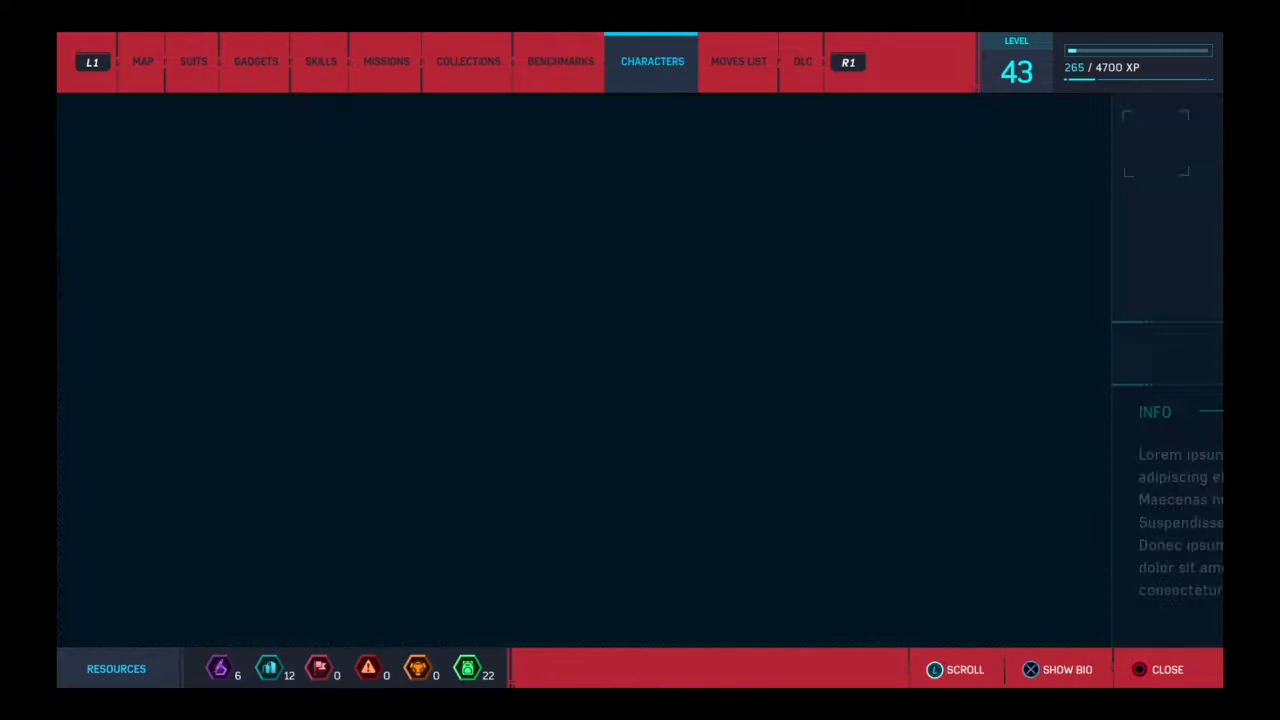 L1 MAP SUITS GADGETS SKILLS MISSIONS COLLECTIONS BENCHMARKS CHARACTERS MOVES LIST DLC R1
LEVEL
43
265 / 4700 XP
INFO
Lorem ipsum
adipiscing
Maecenas
Suspendisse
Donec ipsum
dolor sit
consectetur
RESOURCES 6 12 0 0 0 22 L SCROLL SHOW BIO CLOSE